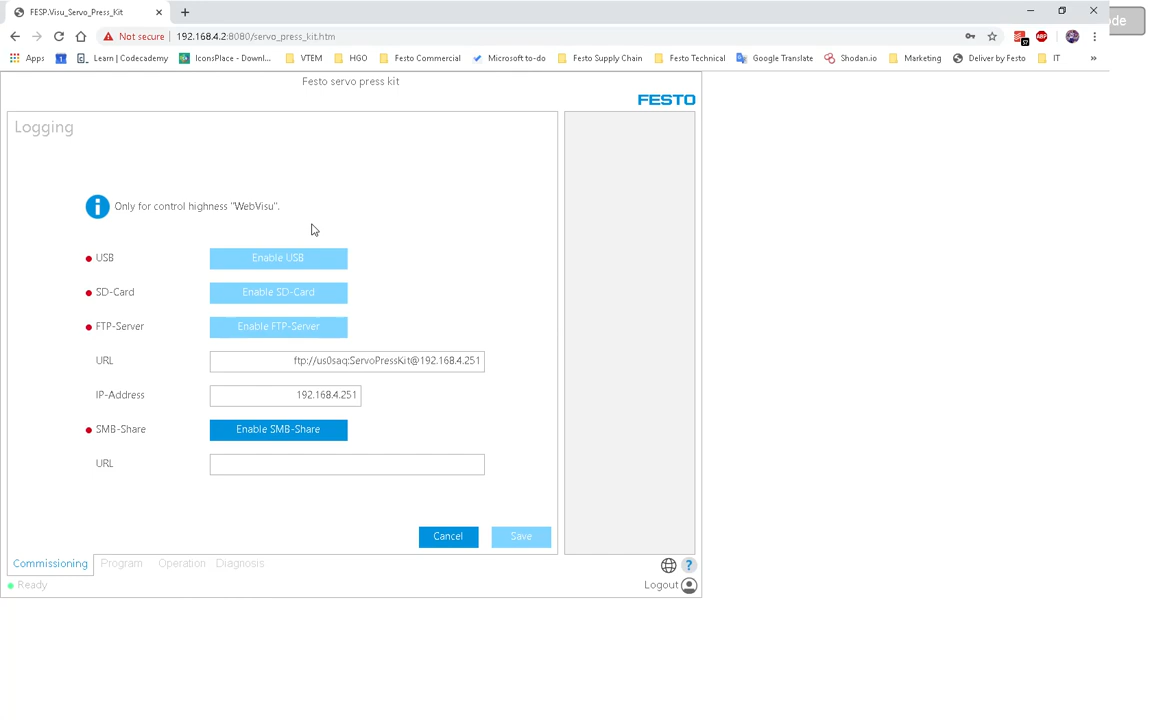 FESP.Visu_Servo_Press_Kit
Not secure | 192.168.4.2:8080/servo_press_kit.htm
Apps Learn | Codecademy IconsPlace - Downl... VTEM HGO Festo Commercial Microsoft to-do Festo Supply Chain Festo Technical Google Translate Shodan.io Marketing Deliver by Festo IT »
Festo servo press kit
FESTO
Logging
Only for control highness "WebVisu".
USB Enable USB
SD-Card Enable SD-Card
FTP-Server Enable FTP-Server
URL ftp://us0saq:ServoPressKit@192.168.4.251
IP-Address 192.168.4.251
SMB-Share Enable SMB-Share
URL
Cancel Save
Commissioning Program Operation Diagnosis
?
Ready Logout